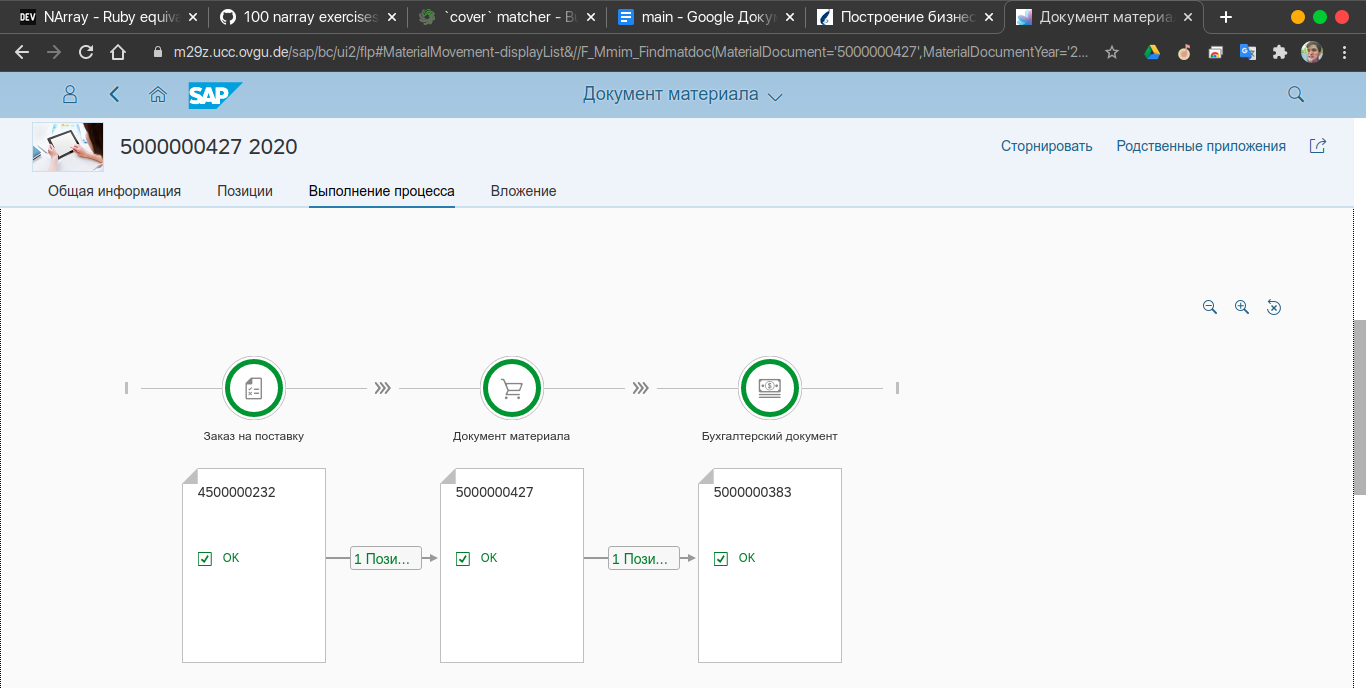 DEV NArray - Ruby equiva
100 narray exercises
`cover` matcher - Bu
main - Google Доку
Построение бизнес
Документ материа
m29z.ucc.ovgu.de/sap/bc/ui2/flp#MaterialMovement-displayList&//F_Mmim_Findmatdoc(MaterialDocument='5000000427',MaterialDocumentYear='2...
SAP
Документ материала
5000000427 2020
Сторнировать
Родственные приложения
Общая информация
Позиции
Выполнение процесса
Вложение
Заказ на поставку
Документ материала
Бухгалтерский документ
4500000232
5000000427
5000000383
OK
1 Пози...
OK
1 Пози...
OK